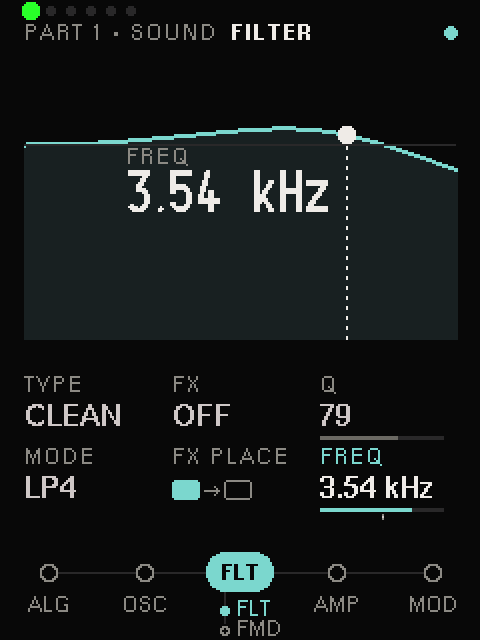 PART 1 · SOUND FILTER
FREQ
3.54 kHz
TYPE FX Q
CLEAN OFF 79
MODE FX PLACE FREQ
LP4 → 3.54 kHz
FLT
ALG OSC FLT AMP MOD
FMD